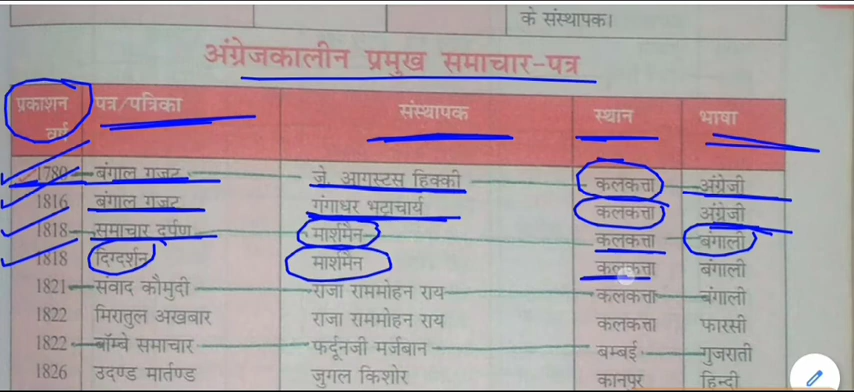 के संस्थापक।
अंग्रेजकालीन प्रमुख समाचार-पत्र
प्रकाशन वर्ष पत्र/पत्रिका संस्थापक स्थान भाषा
1780 बंगाल गजट जे. आगस्टस हिक्की कलकत्ता अंग्रेजी
1816 बंगाल गजट गंगाधर भट्टाचार्य कलकत्ता अंग्रेजी
1818 समाचार दर्पण मार्शमैन कलकत्ता बंगाली
1818 दिग्दर्शन मार्शमैन कलकत्ता बंगाली
1821 संवाद कौमुदी राजा राममोहन राय कलकत्ता बंगाली
1822 मिरातुल अखबार राजा राममोहन राय कलकत्ता फारसी
1822 बॉम्बे समाचार फर्दूनजी मर्जबान बम्बई गुजराती
1826 उदण्ड मार्तण्ड जुगल किशोर कानपुर हिन्दी